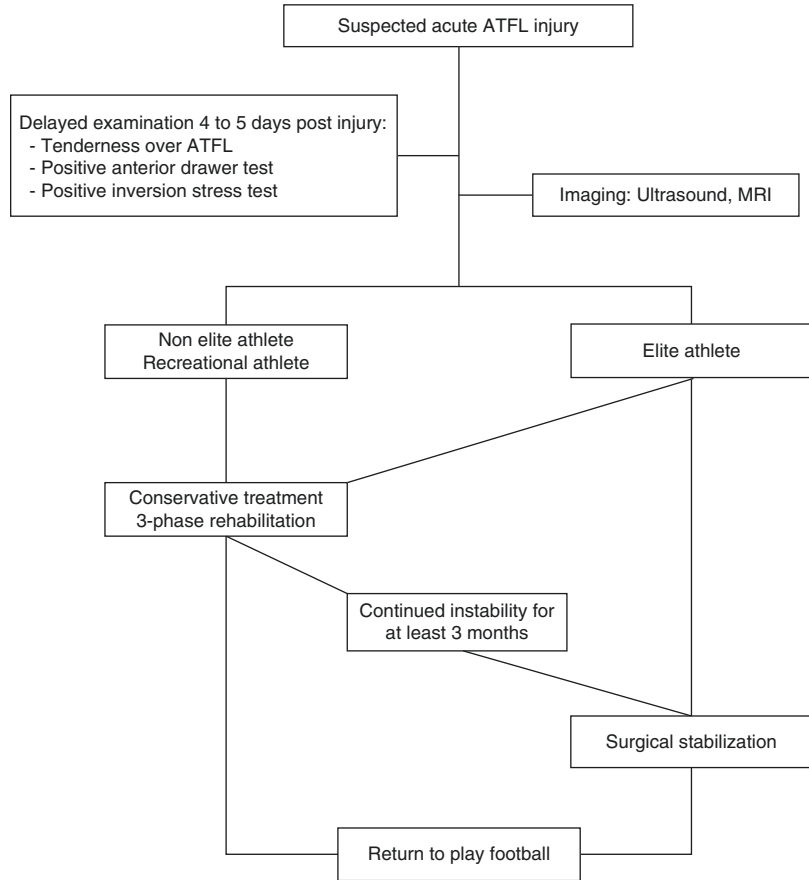 Suspected acute ATFL injury
Delayed examination 4 to 5 days post injury:
- Tenderness over ATFL
- Positive anterior drawer test
- Positive inversion stress test
Imaging: Ultrasound, MRI
Non elite athlete
Recreational athlete
Elite athlete
Conservative treatment
3-phase rehabilitation
Continued instability for
at least 3 months
Surgical stabilization
Return to play football